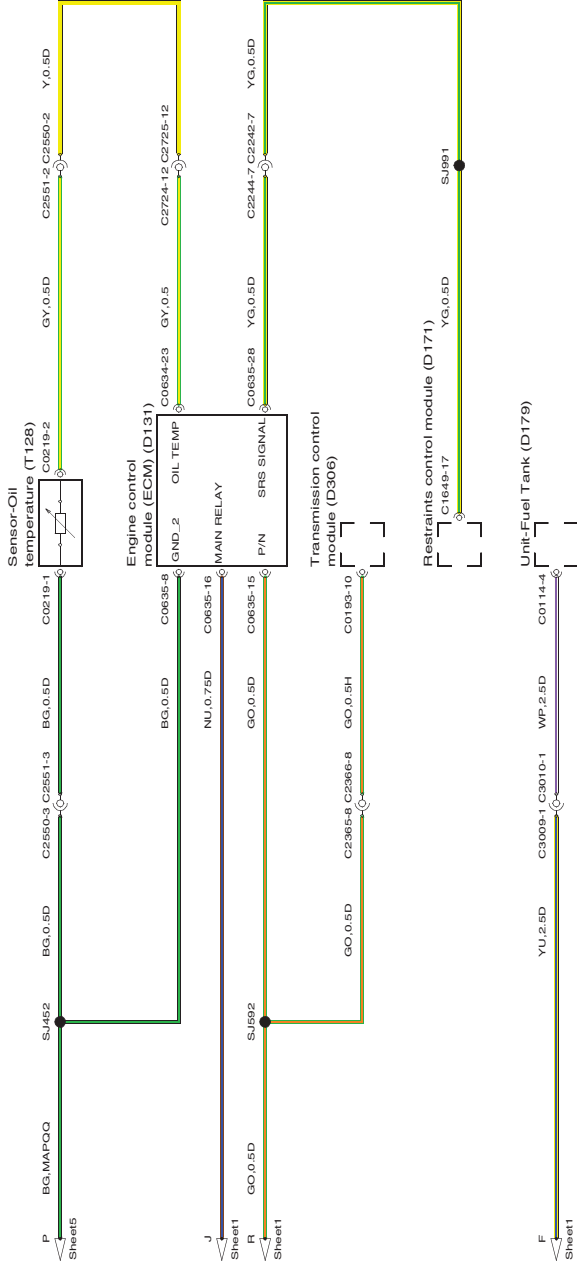 P
Sheet5
BG,MAPQQ
SJ452
BG,0.5D
C2550-3
C2551-3
BG,0.5D
C0219-1
Sensor-Oil
temperature (T128)
C0219-2
GY,0.5D
C2551-2
C2550-2
Y,0.5D
BG,0.5D
C0635-8
Engine control
module (ECM) (D131)
GND_2
OIL TEMP
C0634-23
GY,0.5
C2724-12
C2725-12
J
Sheet1
NU,0.75D
C0635-16
MAIN RELAY
R
Sheet1
GO,0.5D
SJ592
GO,0.5D
C0635-15
P/N
SRS SIGNAL
C0635-28
YG,0.5D
C2244-7
C2242-7
YG,0.5D
GO,0.5D
C2365-8
C2366-8
GO,0.5H
C0193-10
Transmission control
module (D306)
Restraints control module (D171)
C1649-17
YG,0.5D
SJ991
F
Sheet1
YU,2.5D
C3009-1
C3010-1
WP,2.5D
C0114-4
Unit-Fuel Tank (D179)